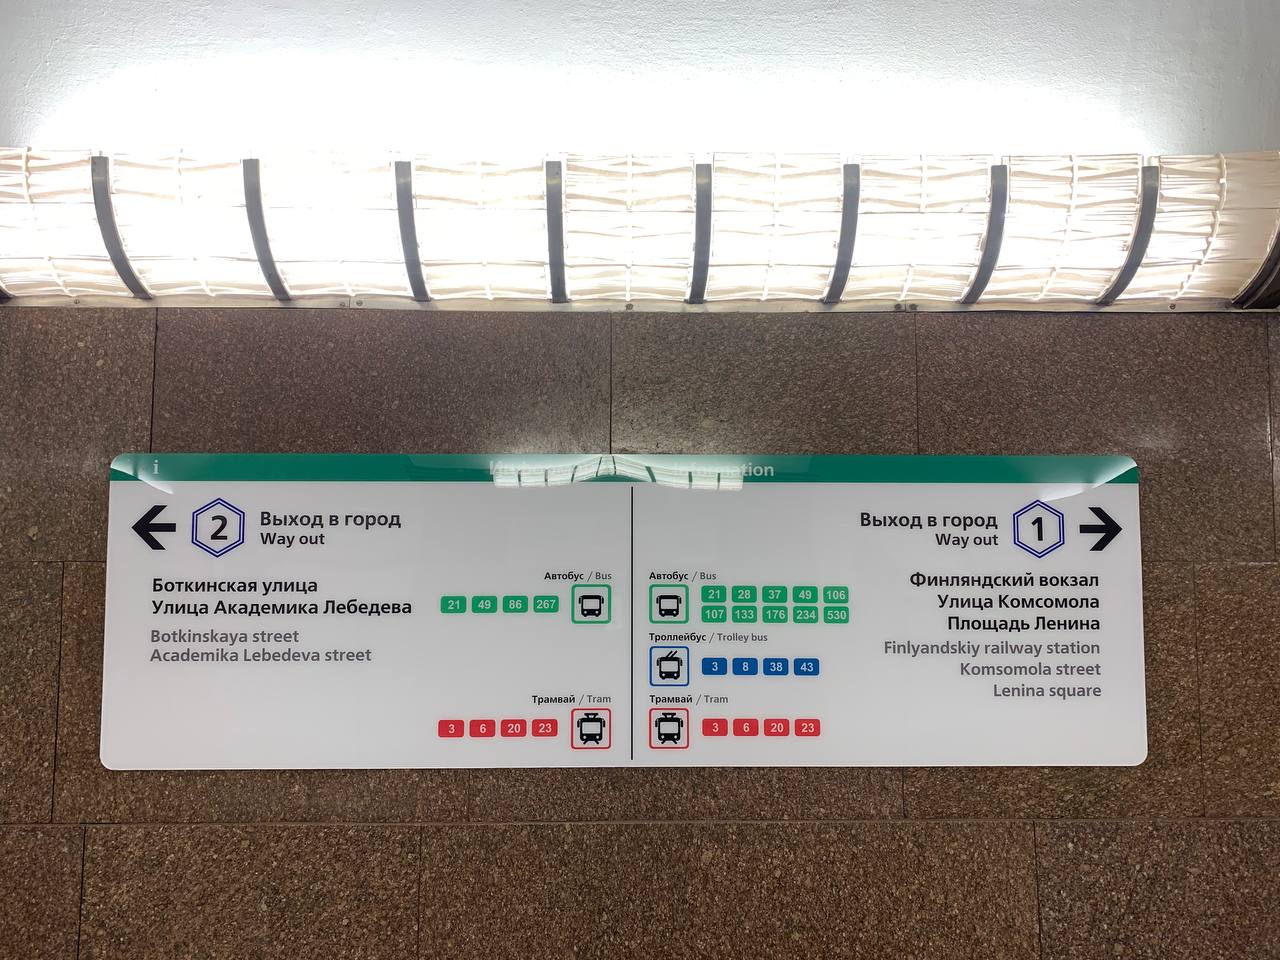 i
2
Выход в город
Way out
Боткинская улица
Улица Академика Лебедева
Botkinskaya street
Academika Lebedeva street
Автобус / Bus
21 49 86 267
Трамвай / Tram
3 6 20 23
Выход в город
Way out
1
Автобус / Bus
21 28 37 49 106
107 133 176 234 530
Троллейбус / Trolley bus
3 8 38 43
Трамвай / Tram
3 6 20 23
Финляндский вокзал
Улица Комсомола
Площадь Ленина
Finlyandskiy railway station
Komsomola street
Lenina square